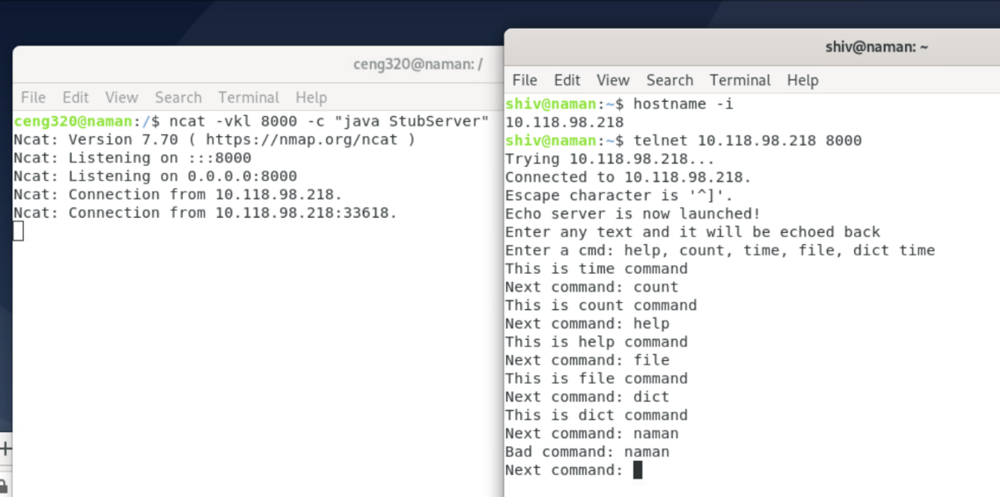 ceng320@naman: /
File Edit View Search Terminal Help
ceng320@naman:/$ ncat -vkl 8000 -c "java StubServer"
Ncat: Version 7.70 ( https://nmap.org/ncat )
Ncat: Listening on :::8000
Ncat: Listening on 0.0.0.0:8000
Ncat: Connection from 10.118.98.218.
Ncat: Connection from 10.118.98.218:33618.
shiv@naman: ~
File Edit View Search Terminal Help
shiv@naman:~$ hostname -i
10.118.98.218
shiv@naman:~$ telnet 10.118.98.218 8000
Trying 10.118.98.218...
Connected to 10.118.98.218.
Escape character is '^]'.
Echo server is now launched!
Enter any text and it will be echoed back
Enter a cmd: help, count, time, file, dict time
This is time command
Next command: count
This is count command
Next command: help
This is help command
Next command: file
This is file command
Next command: dict
This is dict command
Next command: naman
Bad command: naman
Next command: